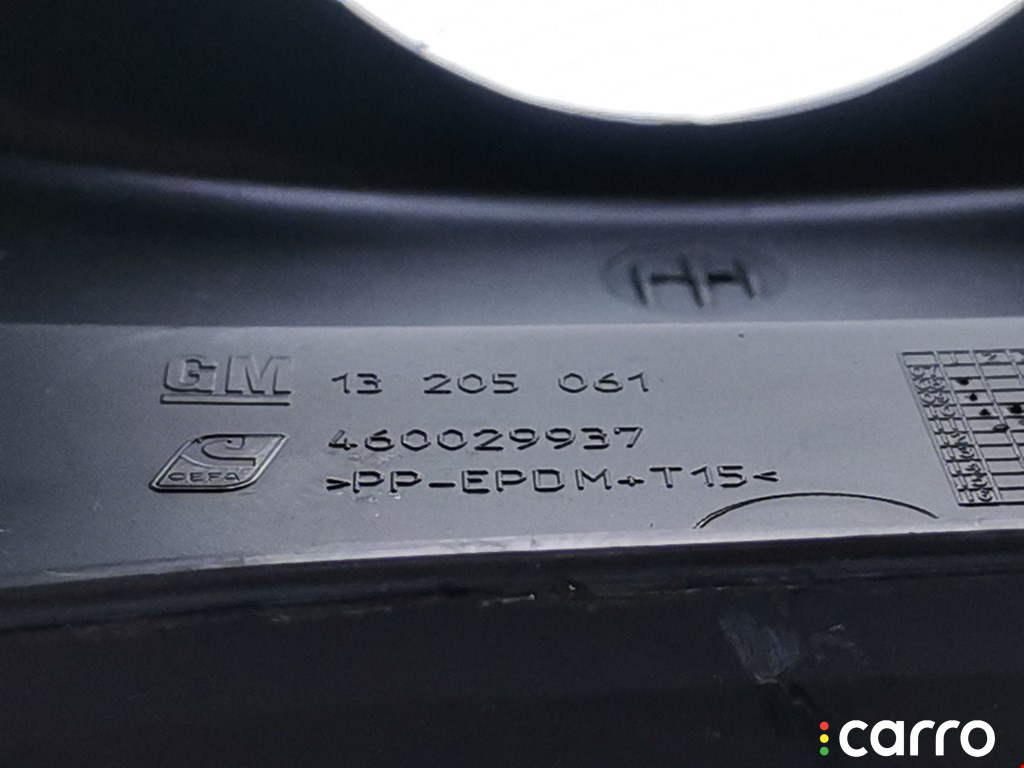 HH
GM 13 205 061
460029937
CEFA >PP-EPDM+T15<
carro